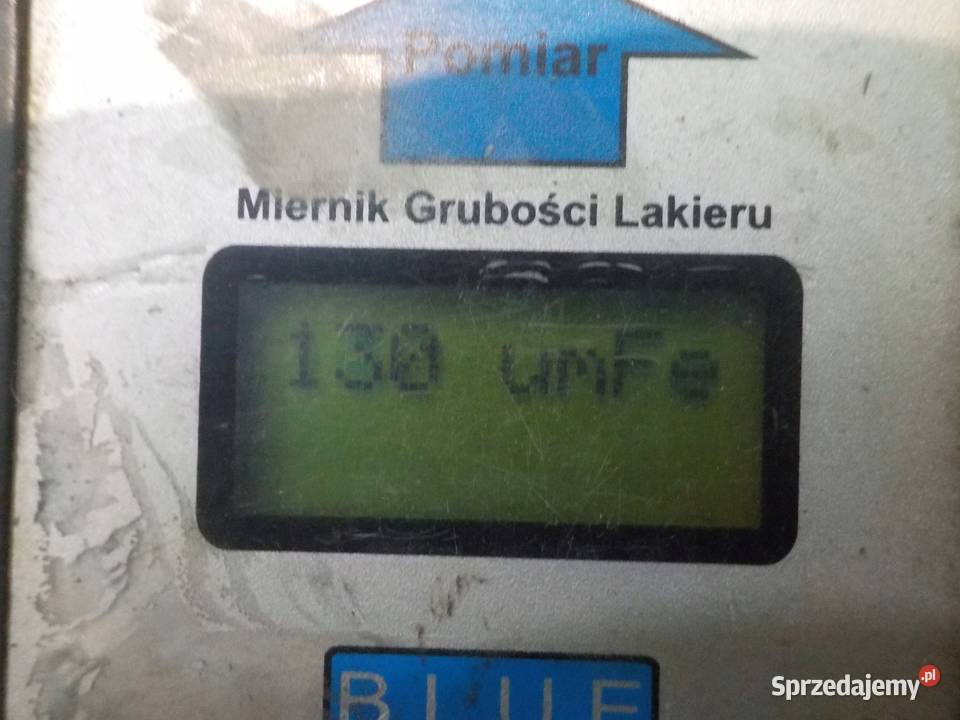 Pomiar
Miernik Grubości Lakieru
130 umFe
BLUE
Sprzedajemy.pl